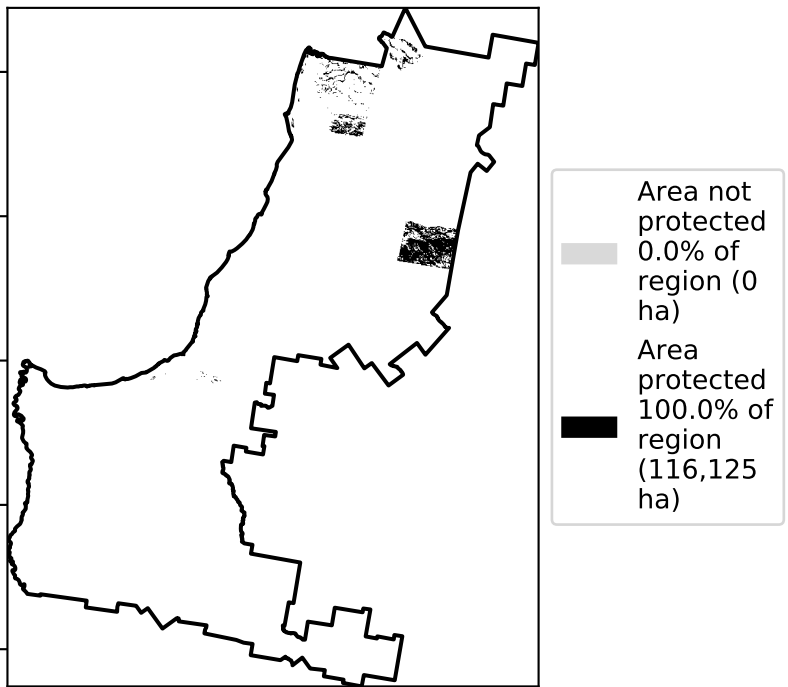 Area not
protected
0.0% of
region (0
ha)
Area
protected
100.0% of
region
(116,125
ha)